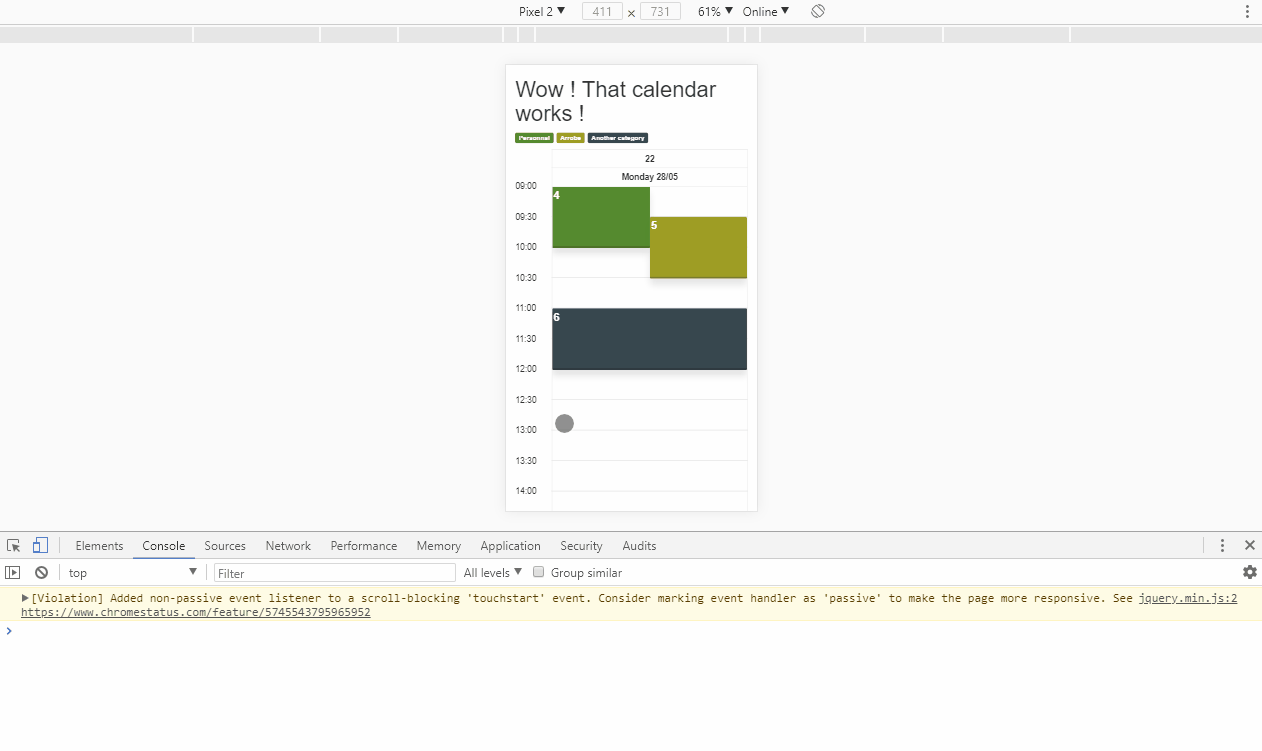 Pixel 2 411 × 731 61% Online
Wow ! That calendar
works !
Personnal Arrobe Another category
22
Monday 28/05
09:00
4
09:30
5
10:00
10:30
11:00
6
11:30
12:00
12:30
13:00
13:30
14:00
Elements Console Sources Network Performance Memory Application Security Audits
top Filter All levels Group similar
[Violation] Added non-passive event listener to a scroll-blocking 'touchstart' event. Consider marking event handler as 'passive' to make the page more responsive. See jquery.min.js:2
https://www.chromestatus.com/feature/5745543795965952